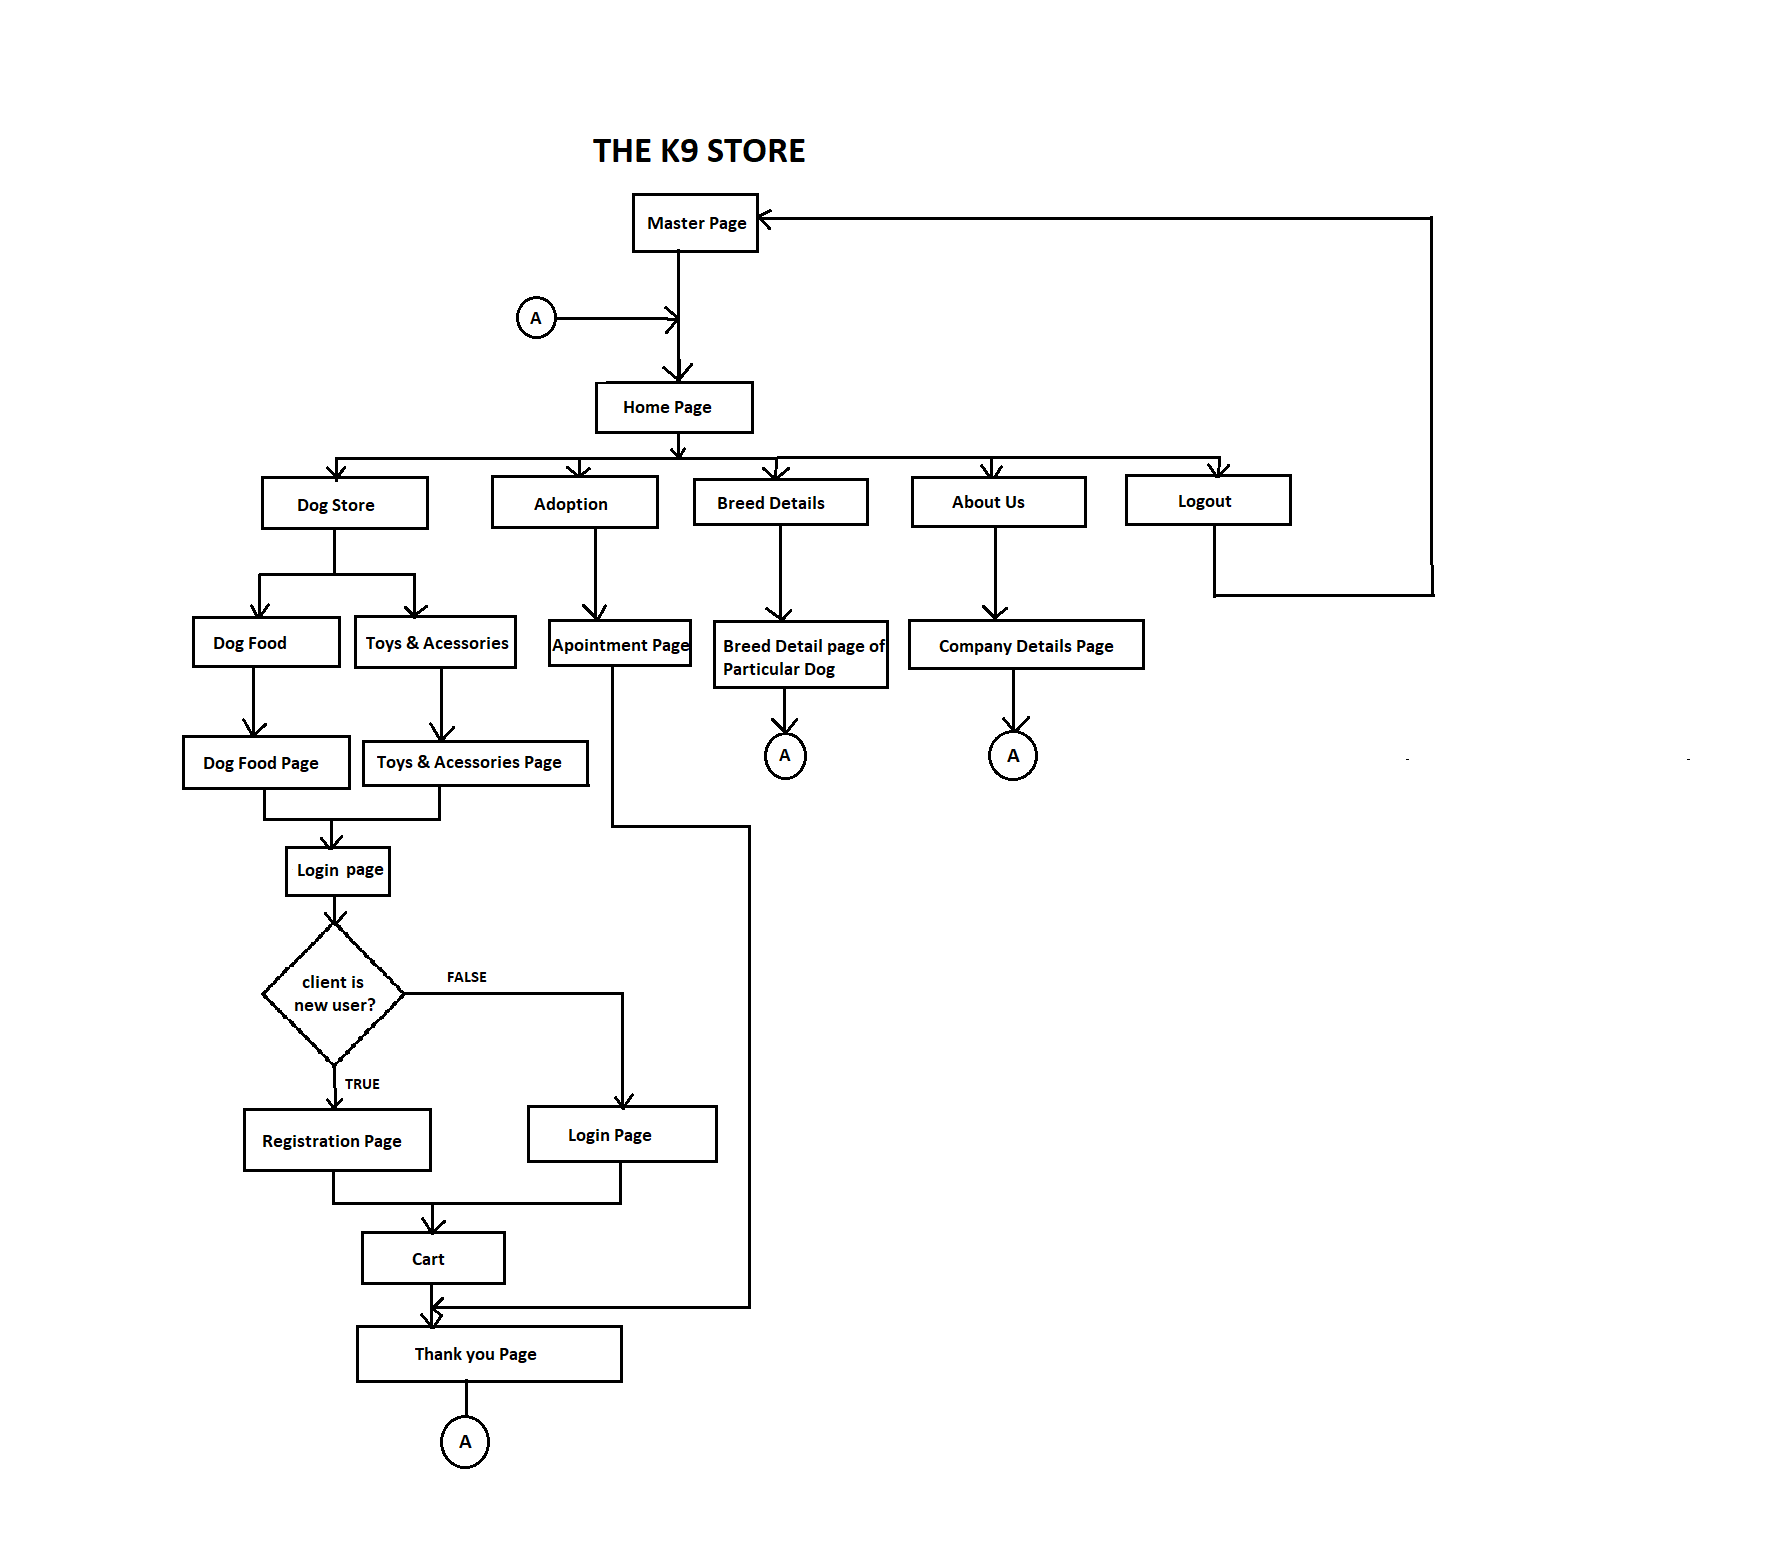 THE K9 STORE
Master Page
A
Home Page
Dog Store
Adoption
Breed Details
About Us
Logout
Dog Food
Toys & Acessories
Apointment Page
Breed Detail page of
Particular Dog
Company Details Page
Dog Food Page
Toys & Acessories Page
A
A
Login page
client is
new user?
FALSE
TRUE
Registration Page
Login Page
Cart
Thank you Page
A